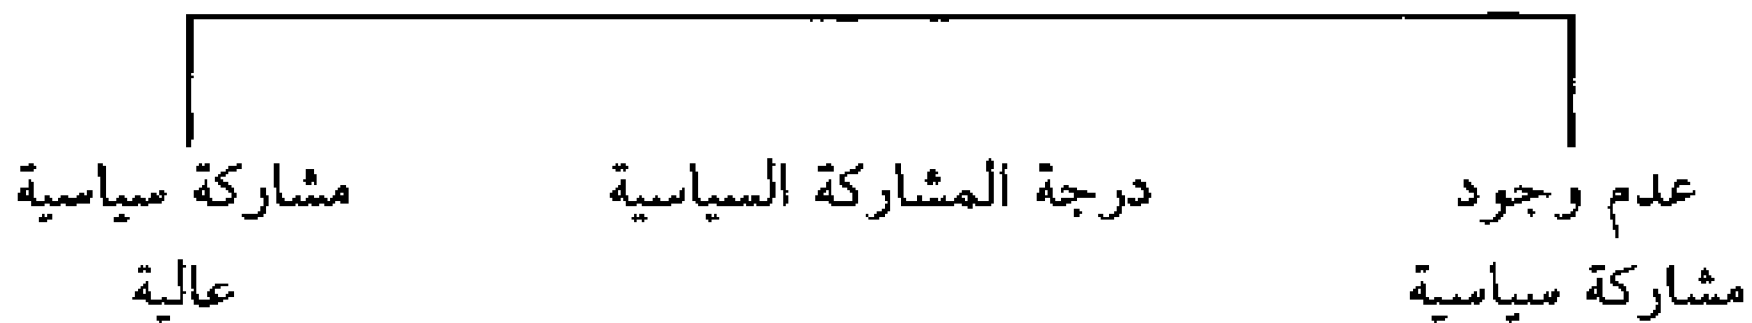 عدم وجود
مشاركة سياسية
درجة المشاركة السياسية
مشاركة سياسية
عالية